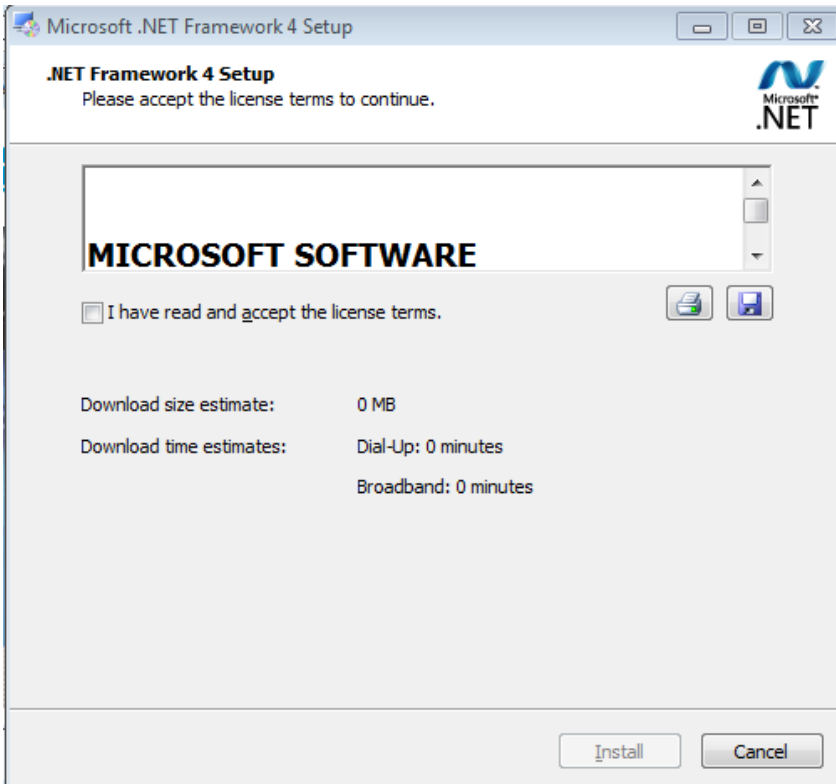 Microsoft .NET Framework 4 Setup
.NET Framework 4 Setup
Please accept the license terms to continue.
Microsoft®
.NET
MICROSOFT SOFTWARE
I have read and accept the license terms.
Download size estimate: 0 MB
Download time estimates: Dial-Up: 0 minutes
Broadband: 0 minutes
Install Cancel